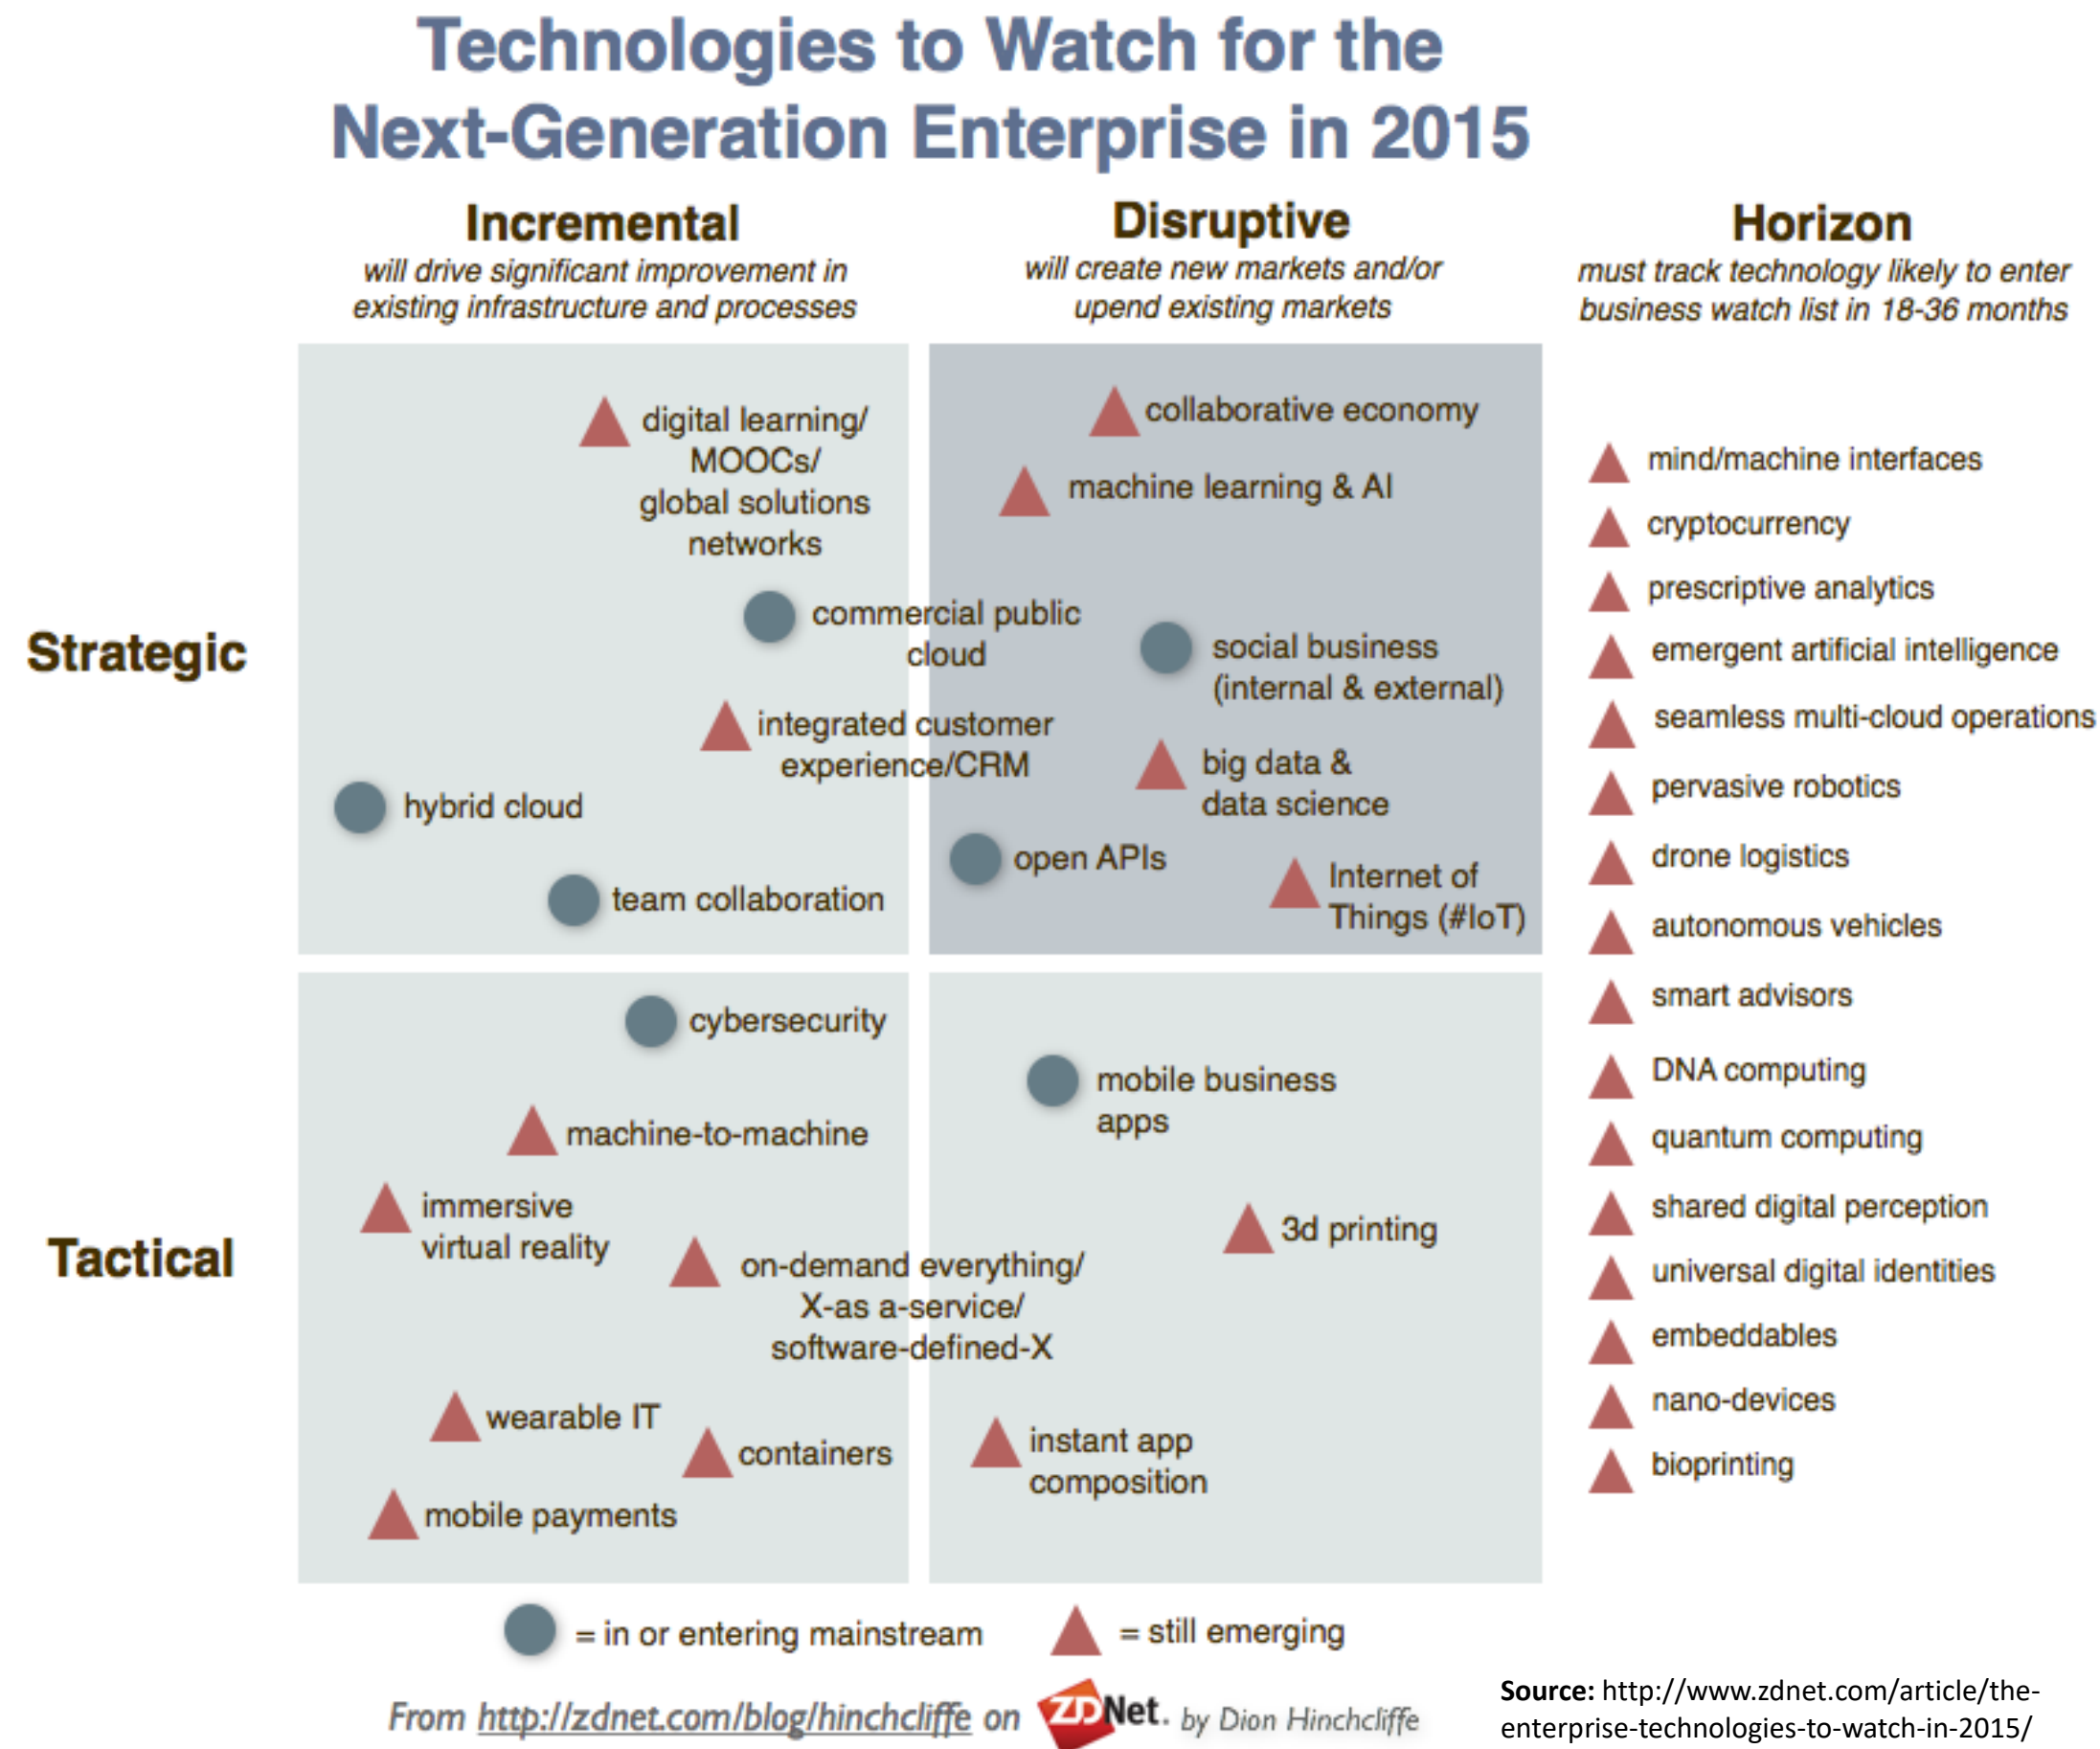 Technologies to Watch for the
Next-Generation Enterprise in 2015
Incremental
will drive significant improvement in
existing infrastructure and processes
Disruptive
will create new markets and/or
upend existing markets
Horizon
must track technology likely to enter
business watch list in 18-36 months
Strategic
digital learning/
MOOCs/
global solutions
networks
commercial public
cloud
integrated customer
experience/CRM
hybrid cloud
team collaboration
collaborative economy
machine learning & AI
social business
(internal & external)
big data &
data science
open APIs
Internet of
Things (#IoT)
Tactical
cybersecurity
machine-to-machine
immersive
virtual reality
on-demand everything/
X-as a-service/
software-defined-X
wearable IT
containers
mobile payments
mobile business
apps
3d printing
instant app
composition
mind/machine interfaces
cryptocurrency
prescriptive analytics
emergent artificial intelligence
seamless multi-cloud operations
pervasive robotics
drone logistics
autonomous vehicles
smart advisors
DNA computing
quantum computing
shared digital perception
universal digital identities
embeddables
nano-devices
bioprinting
= in or entering mainstream
= still emerging
From http://zdnet.com/blog/hinchcliffe on ZDNet. by Dion Hinchcliffe
Source: http://www.zdnet.com/article/the-
enterprise-technologies-to-watch-in-2015/